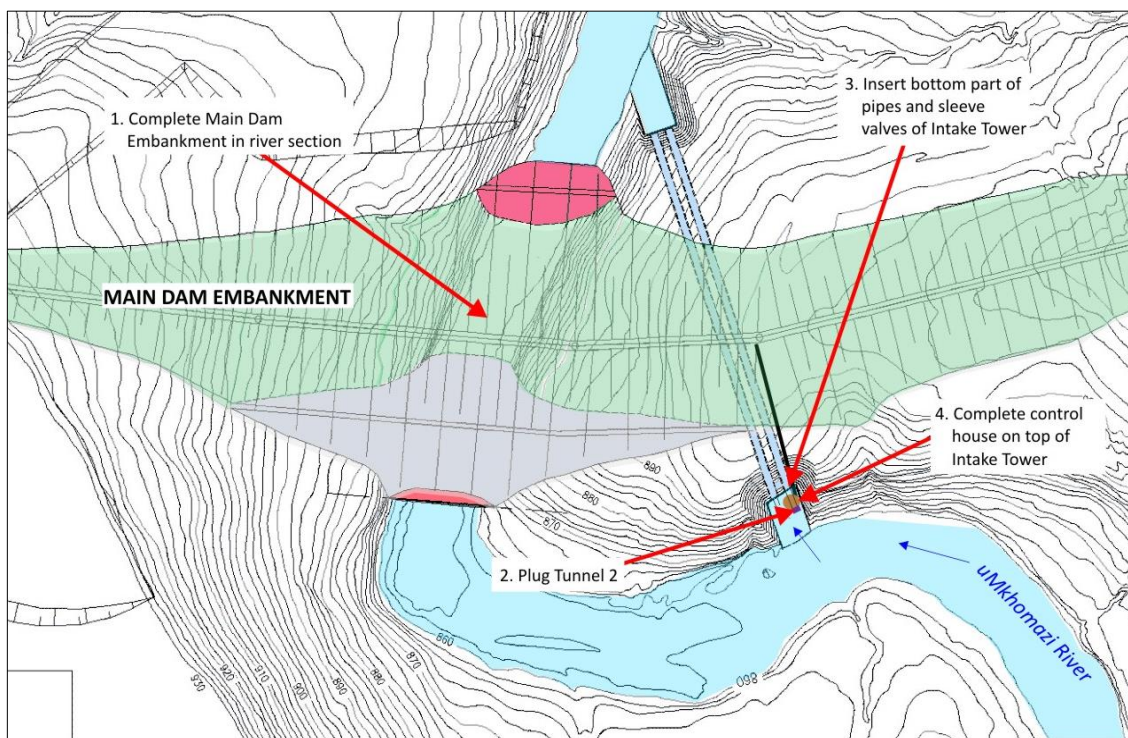 1. Complete Main Dam
Embankment in river section
3. Insert bottom part of
pipes and sleeve
valves of Intake Tower
MAIN DAM EMBANKMENT
4. Complete control
house on top of
Intake Tower
2. Plug Tunnel 2
uMkhomazi River
890
880
870
860
860
870
880
890
900
910
920
930